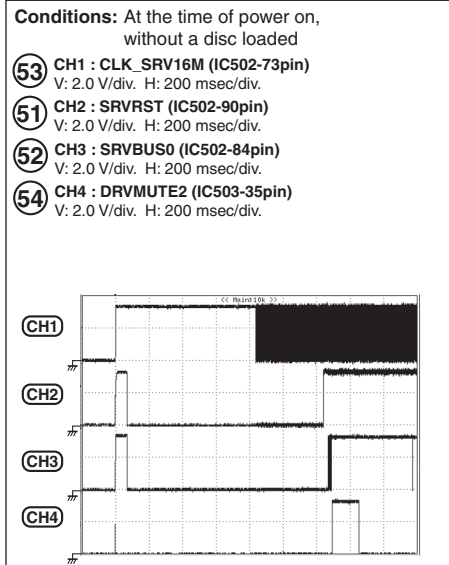 Conditions: At the time of power on,
without a disc loaded
53 CH1 : CLK_SRV16M (IC502-73pin)
V: 2.0 V/div. H: 200 msec/div.
51 CH2 : SRVRST (IC502-90pin)
V: 2.0 V/div. H: 200 msec/div.
52 CH3 : SRVBUS0 (IC502-84pin)
V: 2.0 V/div. H: 200 msec/div.
54 CH4 : DRVMUTE2 (IC503-35pin)
V: 2.0 V/div. H: 200 msec/div.
<< Main:10k >>
CH1
CH2
CH3
CH4